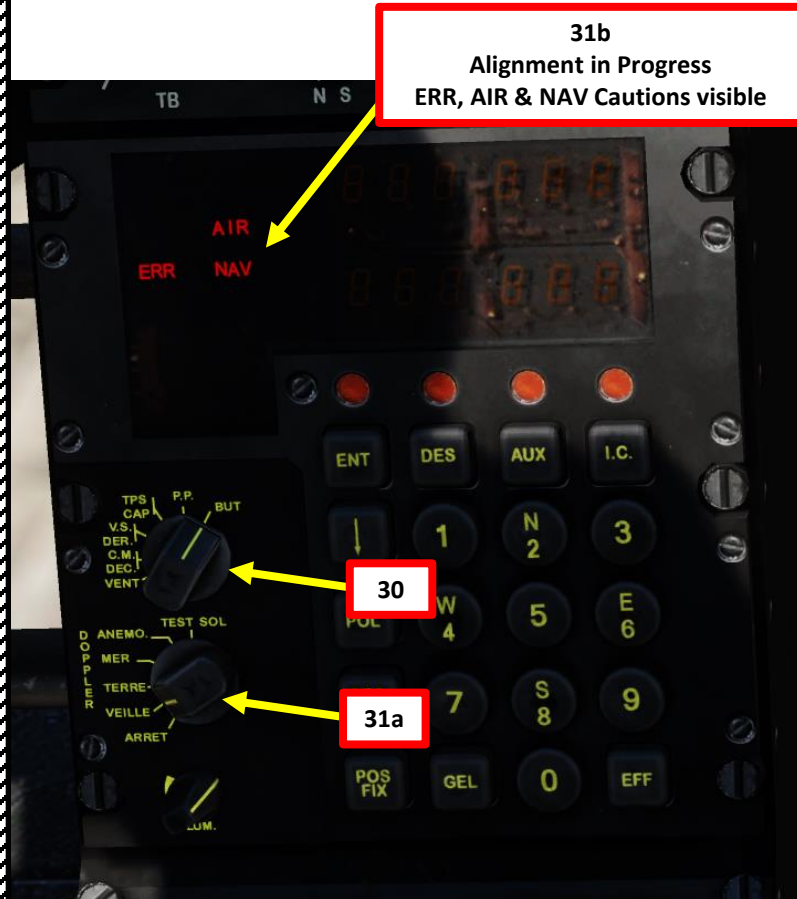 31b
Alignment in Progress
ERR, AIR & NAV Cautions visible
TB N S
AIR
ERR NAV
ENT DES AUX I.C.
TPS P.P. BUT
CAP
V.S.
DER.
C.M.
DEC.
VENT
↓ 1 N 2 3
30
POL W 4 5 E 6
TEST SOL
DOPPLER
ANEMO.
MER
TERRE
VEILLE
ARRET
31a
7 S 8 9
POS FIX GEL 0 EFF
LUM.